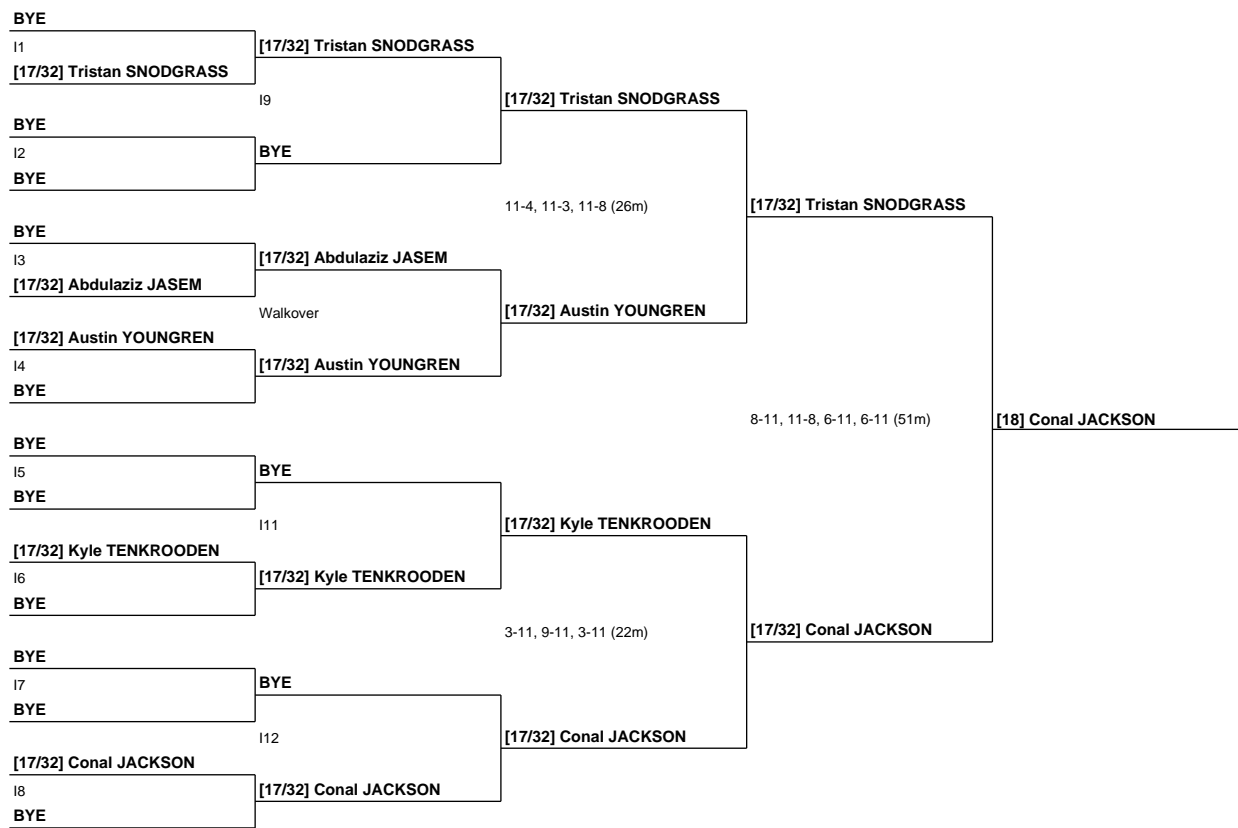 BYE
I1
[17/32] Tristan SNODGRASS
BYE
I2
BYE
BYE
I3
[17/32] Abdulaziz JASEM
[17/32] Austin YOUNGREN
I4
BYE
BYE
I5
BYE
[17/32] Kyle TENKROODEN
I6
BYE
BYE
I7
BYE
[17/32] Conal JACKSON
I8
BYE
[17/32] Tristan SNODGRASS
I9
BYE
[17/32] Abdulaziz JASEM
Walkover
[17/32] Austin YOUNGREN
BYE
I11
[17/32] Kyle TENKROODEN
BYE
I12
[17/32] Conal JACKSON
[17/32] Tristan SNODGRASS
11-4, 11-3, 11-8 (26m)
[17/32] Austin YOUNGREN
[17/32] Kyle TENKROODEN
3-11, 9-11, 3-11 (22m)
[17/32] Conal JACKSON
[17/32] Tristan SNODGRASS
8-11, 11-8, 6-11, 6-11 (51m)
[17/32] Conal JACKSON
[18] Conal JACKSON